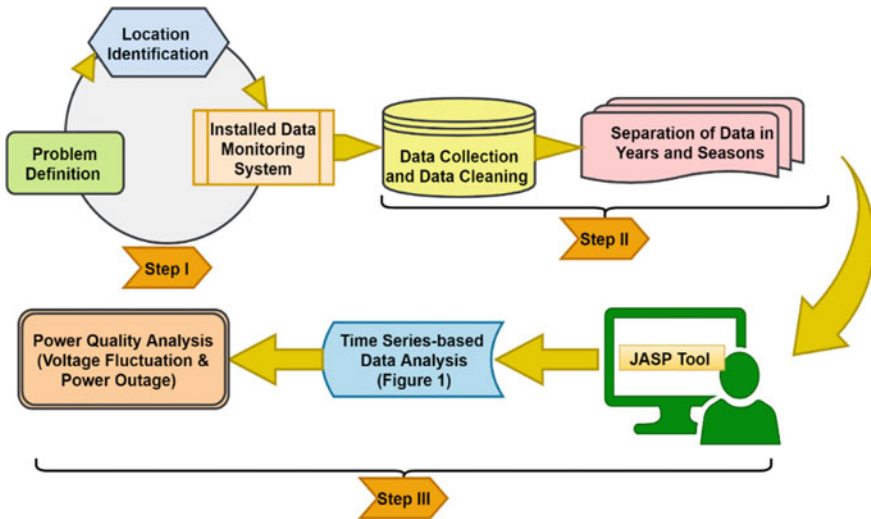 Location
Identification
Problem
Definition
Installed Data
Monitoring
System
Step I
Data Collection
and Data Cleaning
Separation of Data in
Years and Seasons
Step II
JASP Tool
Time Series-based
Data Analysis
(Figure 1)
Power Quality Analysis
(Voltage Fluctuation &
Power Outage)
Step III